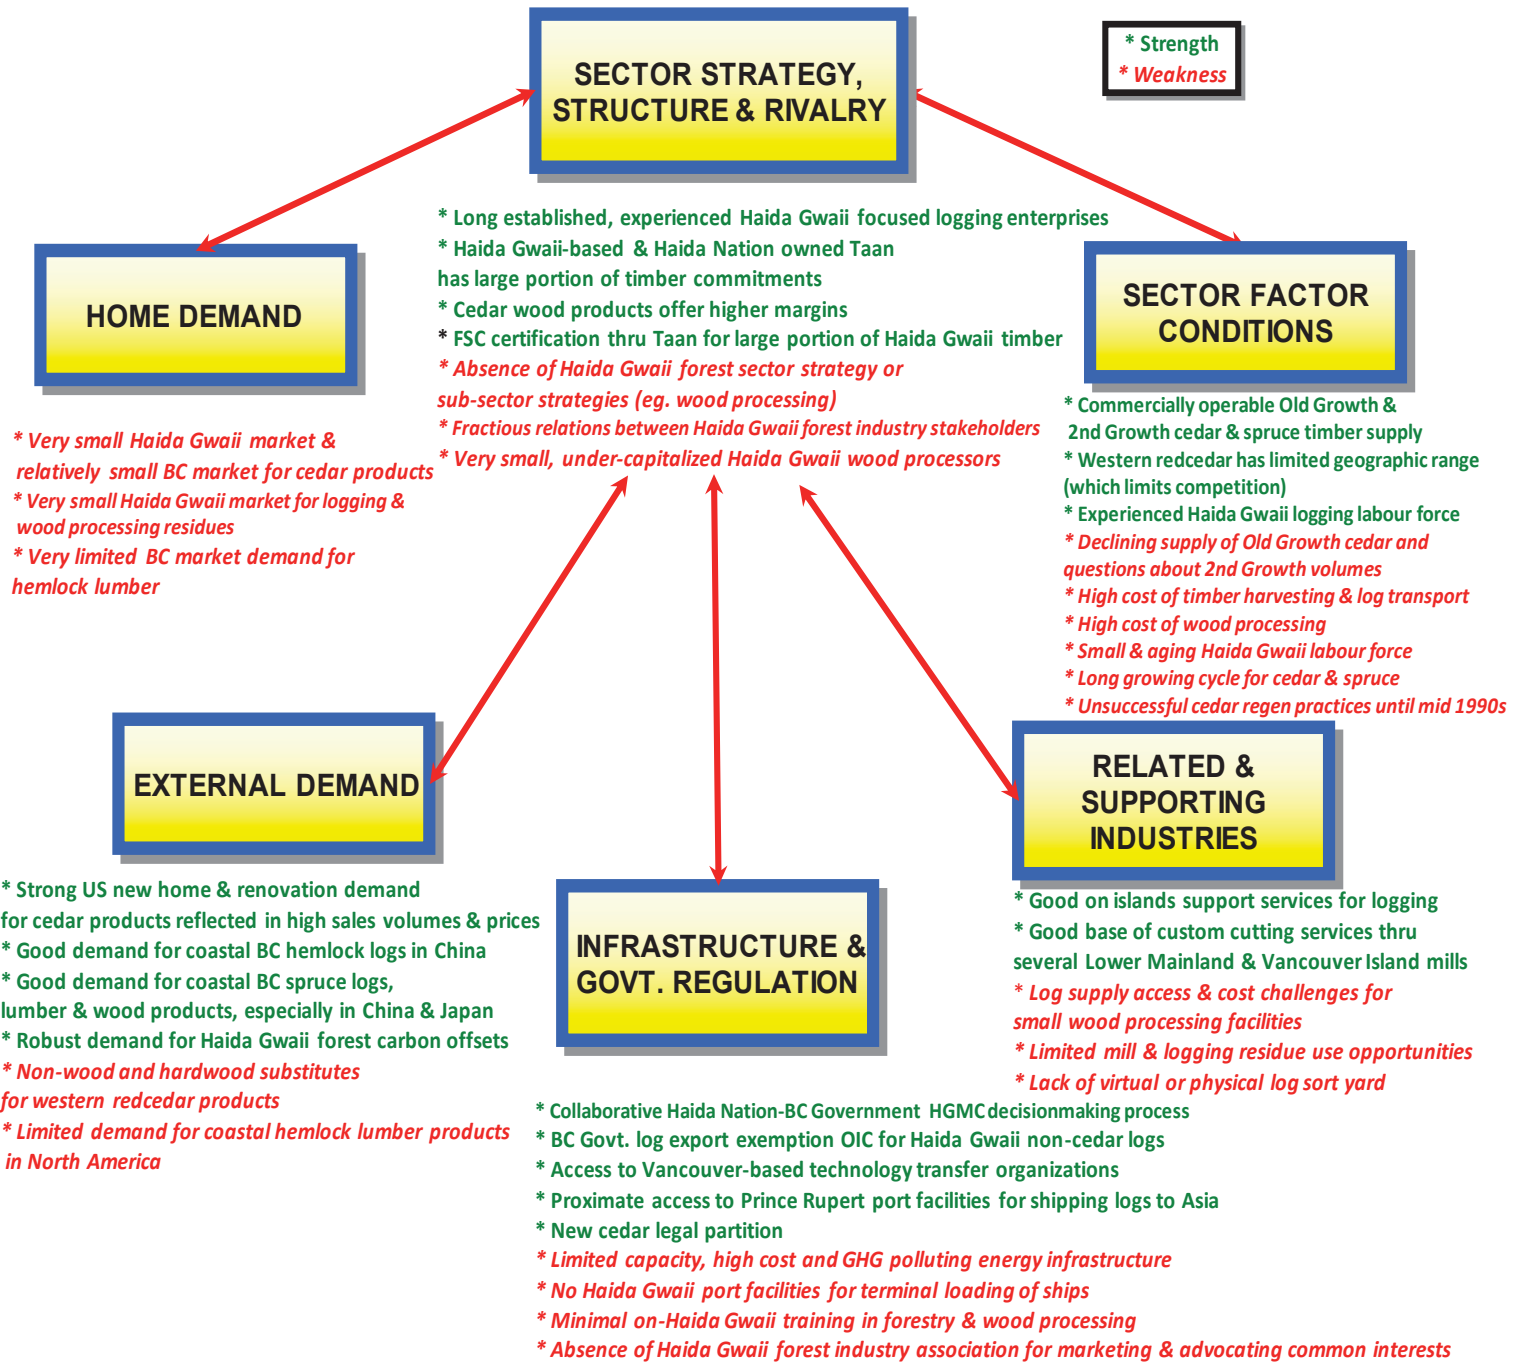 SECTOR STRATEGY,
STRUCTURE & RIVALRY
* Strength
* Weakness
* Long established, experienced Haida Gwaii focused logging enterprises
* Haida Gwaii-based & Haida Nation owned Taan
has large portion of timber commitments
* Cedar wood products offer higher margins
* FSC certification thru Taan for large portion of Haida Gwaii timber
* Absence of Haida Gwaii forest sector strategy or
sub-sector strategies (eg. wood processing)
* Fractious relations between Haida Gwaii forest industry stakeholders
* Very small, under-capitalized Haida Gwaii wood processors
HOME DEMAND
* Very small Haida Gwaii market &
relatively small BC market for cedar products
* Very small Haida Gwaii market for logging &
wood processing residues
* Very limited BC market demand for
hemlock lumber
SECTOR FACTOR
CONDITIONS
* Commercially operable Old Growth &
2nd Growth cedar & spruce timber supply
* Western redcedar has limited geographic range
(which limits competition)
* Experienced Haida Gwaii logging labour force
* Declining supply of Old Growth cedar and
questions about 2nd Growth volumes
* High cost of timber harvesting & log transport
* High cost of wood processing
* Small & aging Haida Gwaii labour force
* Long growing cycle for cedar & spruce
* Unsuccessful cedar regen practices until mid 1990s
EXTERNAL DEMAND
* Strong US new home & renovation demand
for cedar products reflected in high sales volumes & prices
* Good demand for coastal BC hemlock logs in China
* Good demand for coastal BC spruce logs,
lumber & wood products, especially in China & Japan
* Robust demand for Haida Gwaii forest carbon offsets
* Non-wood and hardwood substitutes
for western redcedar products
* Limited demand for coastal hemlock lumber products
in North America
RELATED &
SUPPORTING
INDUSTRIES
* Good on islands support services for logging
* Good base of custom cutting services thru
several Lower Mainland & Vancouver Island mills
* Log supply access & cost challenges for
small wood processing facilities
* Limited mill & logging residue use opportunities
* Lack of virtual or physical log sort yard
INFRASTRUCTURE &
GOVT. REGULATION
* Collaborative Haida Nation-BC Government HGMC decisionmaking process
* BC Govt. log export exemption OIC for Haida Gwaii non-cedar logs
* Access to Vancouver-based technology transfer organizations
* Proximate access to Prince Rupert port facilities for shipping logs to Asia
* New cedar legal partition
* Limited capacity, high cost and GHG polluting energy infrastructure
* No Haida Gwaii port facilities for terminal loading of ships
* Minimal on-Haida Gwaii training in forestry & wood processing
* Absence of Haida Gwaii forest industry association for marketing & advocating common interests